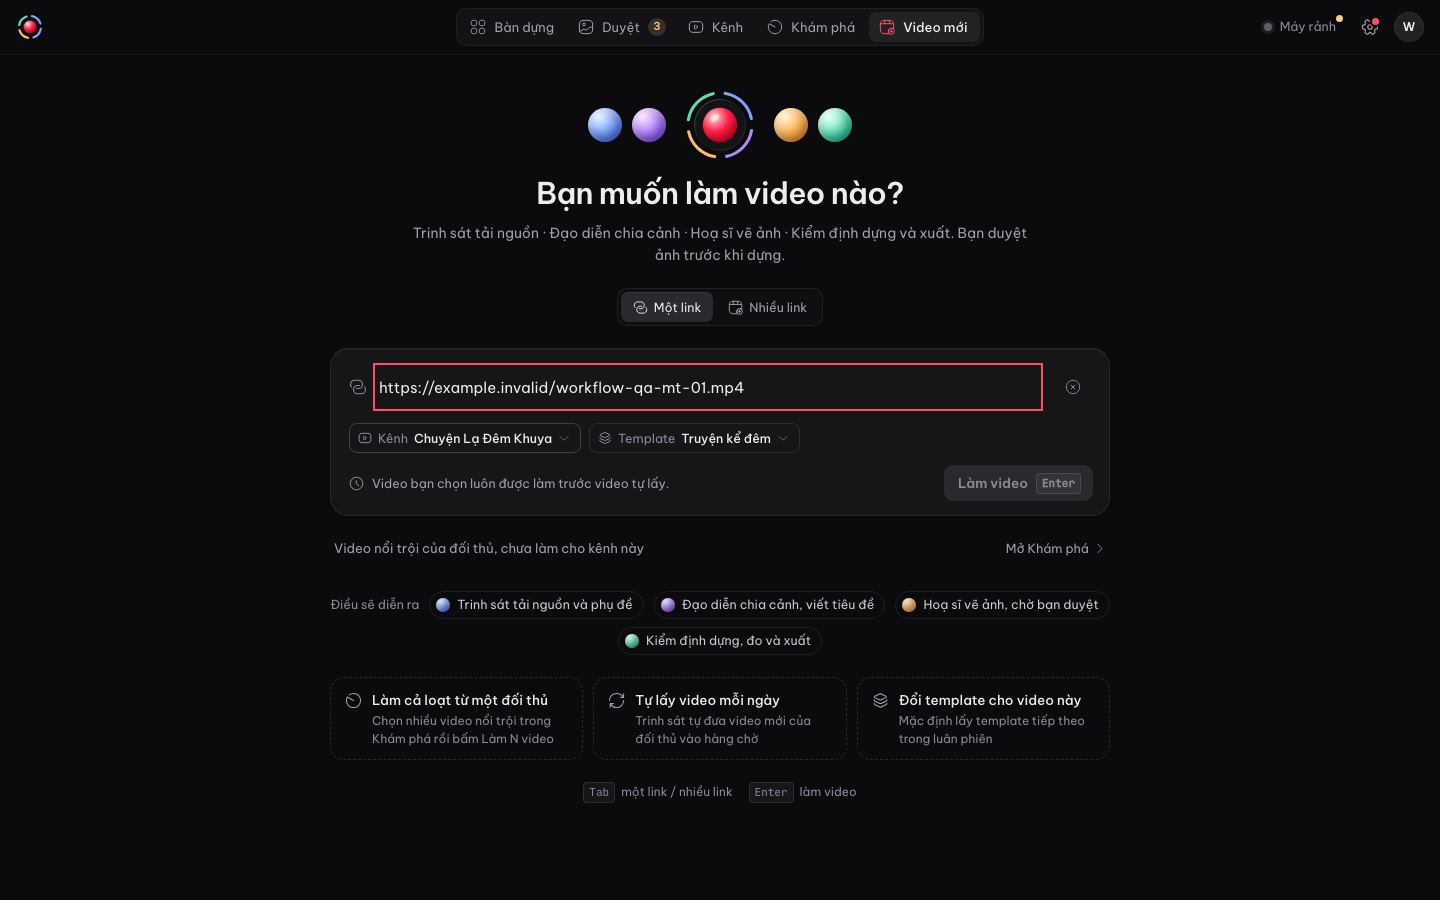 Bàn dựng
Duyệt 3
Kênh
Khám phá
Video mới
Máy rảnh
W
Bạn muốn làm video nào?
Trinh sát tải nguồn · Đạo diễn chia cảnh · Hoạ sĩ vẽ ảnh · Kiểm định dựng và xuất. Bạn duyệt
ảnh trước khi dựng.
Một link
Nhiều link
https://example.invalid/workflow-qa-mt-01.mp4
Kênh Chuyện Lạ Đêm Khuya
Template Truyện kể đêm
Video bạn chọn luôn được làm trước video tự lấy.
Làm video Enter
Video nổi trội của đối thủ, chưa làm cho kênh này
Mở Khám phá
Điều sẽ diễn ra
Trinh sát tải nguồn và phụ đề
Đạo diễn chia cảnh, viết tiêu đề
Hoạ sĩ vẽ ảnh, chờ bạn duyệt
Kiểm định dựng, đo và xuất
Làm cả loạt từ một đối thủ
Chọn nhiều video nổi trội trong
Khám phá rồi bấm Làm N video
Tự lấy video mỗi ngày
Trinh sát tự đưa video mới của
đối thủ vào hàng chờ
Đổi template cho video này
Mặc định lấy template tiếp theo
trong luân phiên
Tab một link / nhiều link
Enter làm video